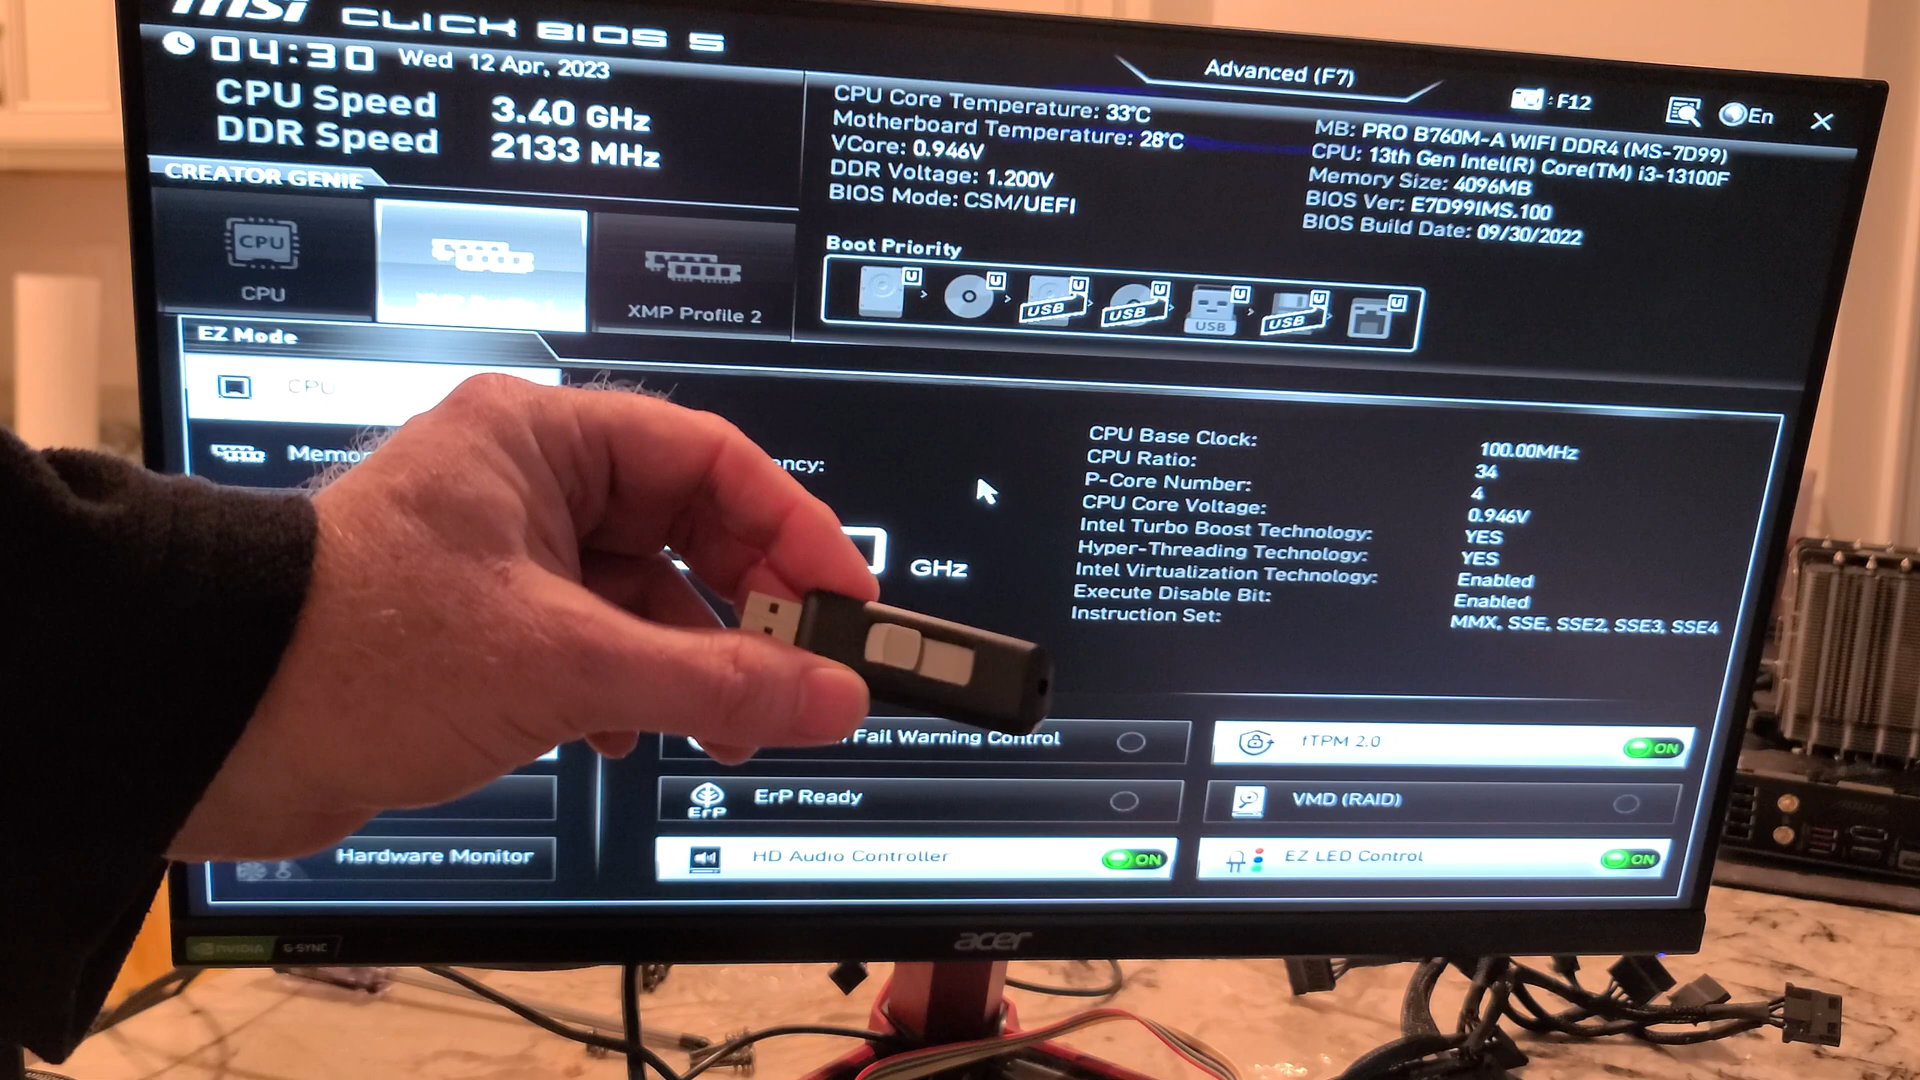 msi CLICK BIOS 5
04:30 Wed 12 Apr, 2023
CPU Speed 3.40 GHz
DDR Speed 2133 MHz
CREATOR GENIE
CPU
XMP Profile 2
Advanced (F7)
: F12
En
CPU Core Temperature: 33°C
Motherboard Temperature: 28°C
VCore: 0.946V
DDR Voltage: 1.200V
BIOS Mode: CSM/UEFI
MB: PRO B760M-A WIFI DDR4 (MS-7D99)
CPU: 13th Gen Intel(R) Core(TM) i3-13100F
Memory Size: 4096MB
BIOS Ver: E7D99IMS.100
BIOS Build Date: 09/30/2022
CPU
Boot Priority
U U U U U U U
USB USB USB USB
EZ Mode
CPU
Memor
ncy:
GHz
CPU Base Clock: 100.00MHz
CPU Ratio: 34
P-Core Number: 4
CPU Core Voltage: 0.946V
Intel Turbo Boost Technology: YES
Hyper-Threading Technology: YES
Intel Virtualization Technology: Enabled
Execute Disable Bit: Enabled
Instruction Set: MMX, SSE, SSE2, SSE3, SSE4
Fail Warning Control
fTPM 2.0 ON
ErP
ErP Ready
VMD (RAID)
Hardware Monitor
HD Audio Controller ON
EZ LED Control ON
NVIDIA G-SYNC
acer